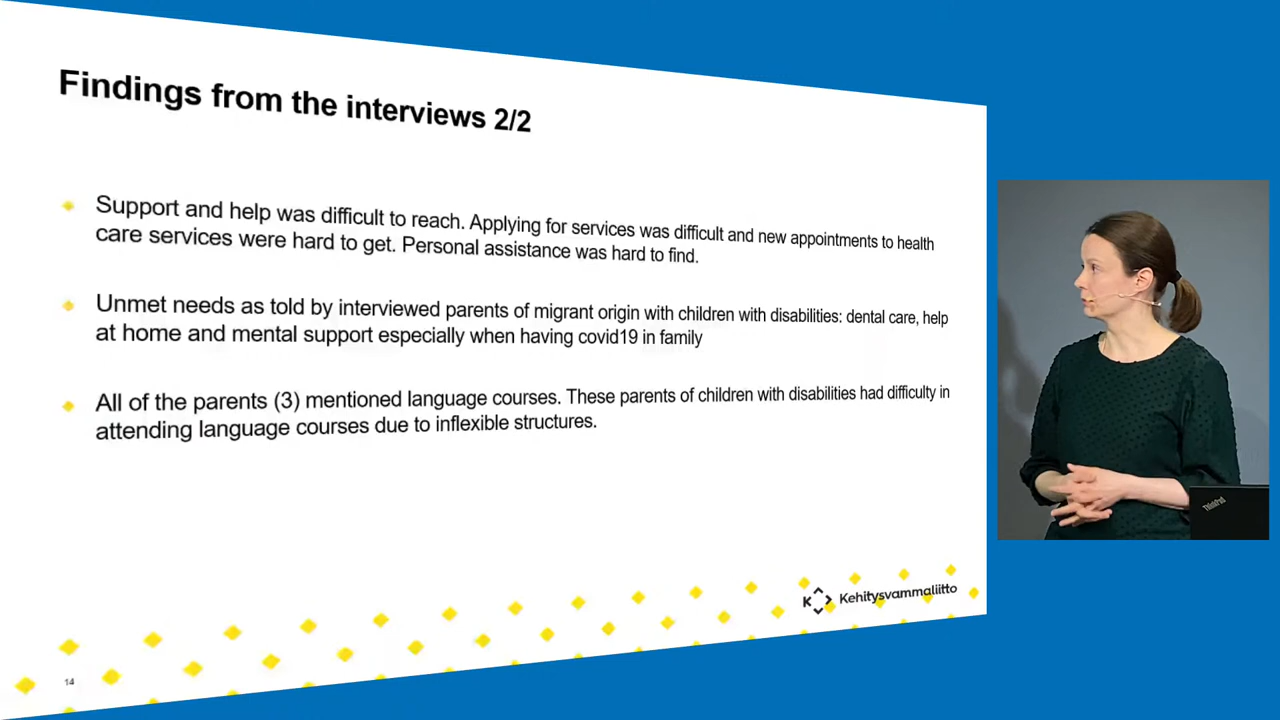 Findings from the interviews 2/2
Support and help was difficult to reach. Applying for services was difficult and new appointments to health
care services were hard to get. Personal assistance was hard to find.
Unmet needs as told by interviewed parents of migrant origin with children with disabilities: dental care, help
at home and mental support especially when having covid19 in family
All of the parents (3) mentioned language courses. These parents of children with disabilities had difficulty in
attending language courses due to inflexible structures.
K Kehitysvammaliitto
14
ThinkPad